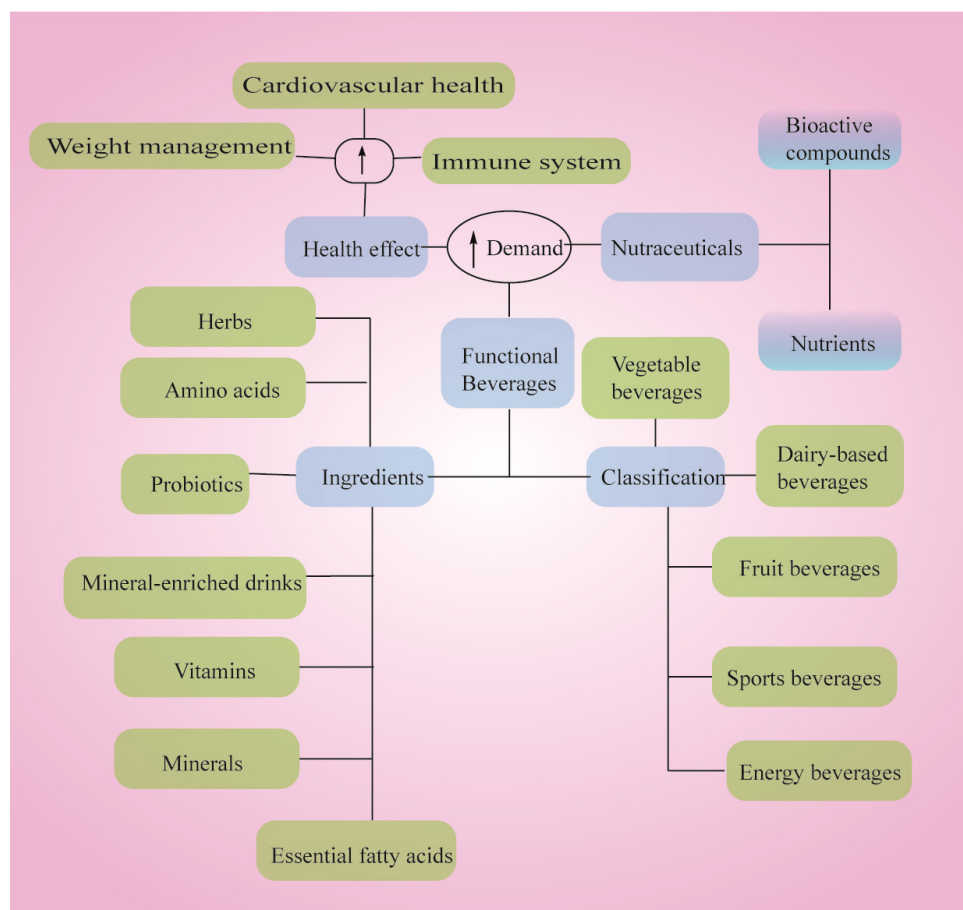 Cardiovascular health
Weight management
Immune system
Bioactive
compounds
Health effect
Demand
Nutraceuticals
Nutrients
Herbs
Amino acids
Probiotics
Functional
Beverages
Vegetable
beverages
Ingredients
Classification
Dairy-based
beverages
Mineral-enriched drinks
Vitamins
Minerals
Essential fatty acids
Fruit beverages
Sports beverages
Energy beverages